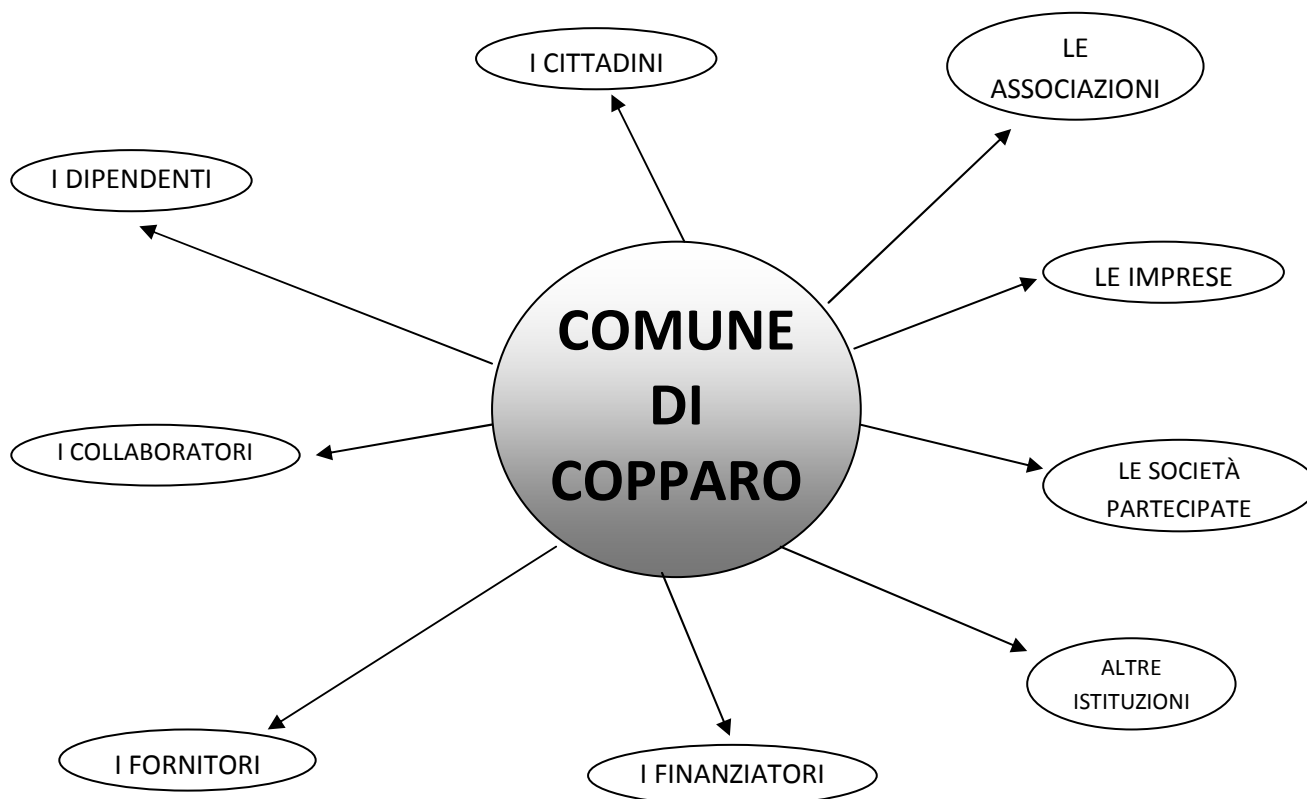 I CITTADINI
LE
ASSOCIAZIONI
I DIPENDENTI
LE IMPRESE
COMUNE
DI
COPPARO
I COLLABORATORI
LE SOCIETÀ
PARTECIPATE
ALTRE
ISTITUZIONI
I FORNITORI
I FINANZIATORI